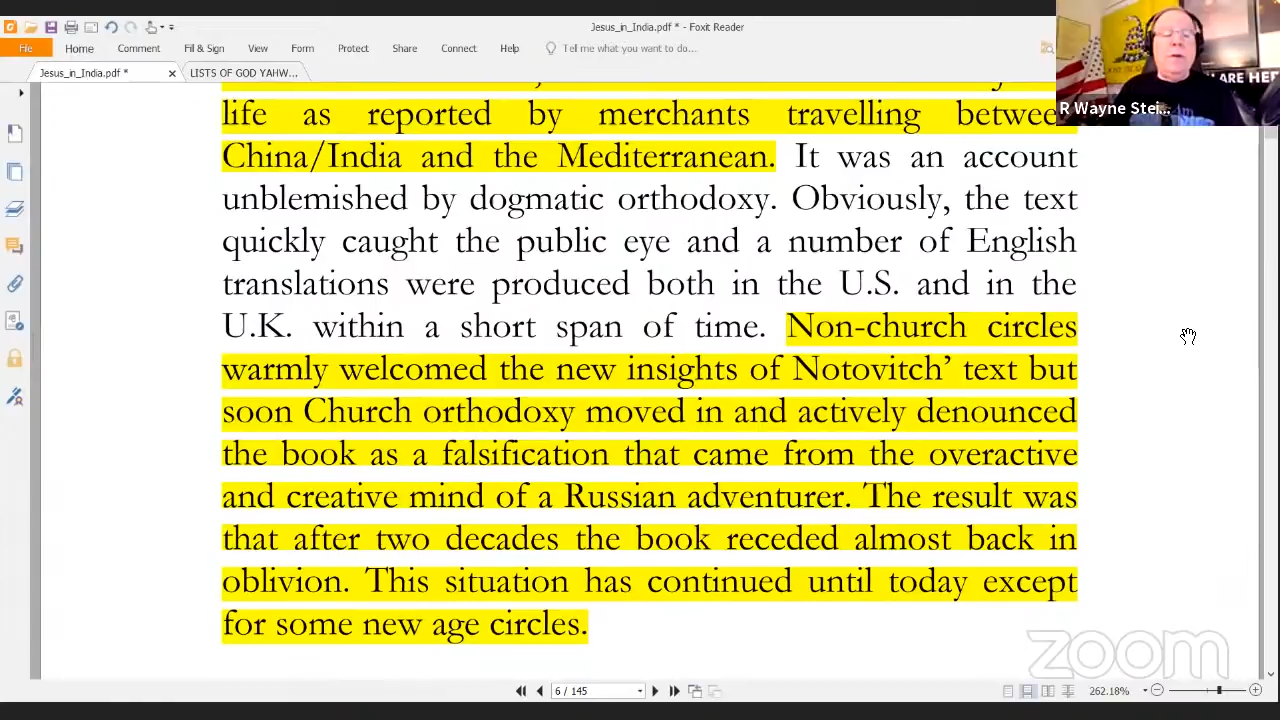 Jesus_in_India.pdf * - Foxit Reader
File Home Comment Fill & Sign View Form Protect Share Connect Help Tell me what you want to do...
Jesus_in_India.pdf * LISTS OF GOD YAHW...
ARE HER
R Wayne Stei...
life as reported by merchants travelling betwee
China/India and the Mediterranean. It was an account
unblemished by dogmatic orthodoxy. Obviously, the text
quickly caught the public eye and a number of English
translations were produced both in the U.S. and in the
U.K. within a short span of time. Non-church circles
warmly welcomed the new insights of Notovitch’ text but
soon Church orthodoxy moved in and actively denounced
the book as a falsification that came from the overactive
and creative mind of a Russian adventurer. The result was
that after two decades the book receded almost back in
oblivion. This situation has continued until today except
for some new age circles.
zoom
6 / 145
262.18%